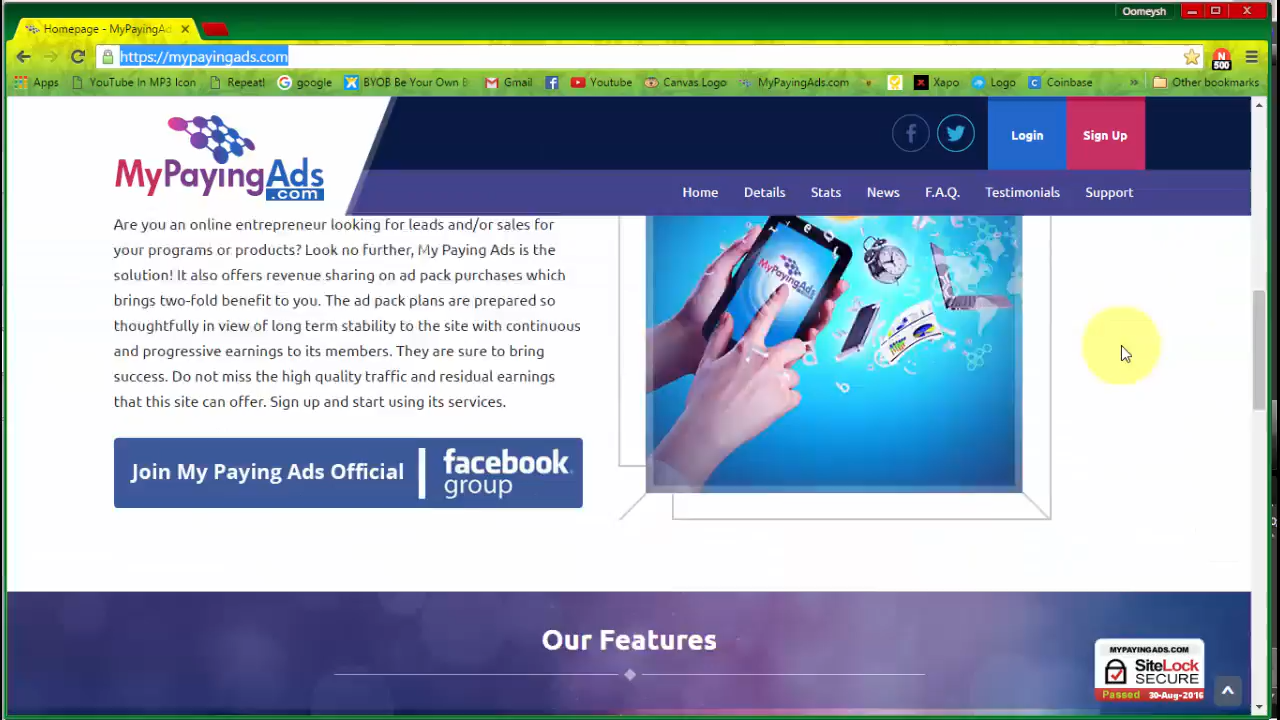 Oomeysh
Homepage - MyPayingAd
https://mypayingads.com
N
500
Apps
YouTube In MP3 Icon
Repeat!
google
BYOB Be Your Own B
Gmail
Youtube
Canvas Logo
MyPayingAds.com
Xapo
Logo
Coinbase
Other bookmarks
MyPayingAds
.com
Login
Sign Up
Home
Details
Stats
News
F.A.Q.
Testimonials
Support
Are you an online entrepreneur looking for leads and/or sales for
your programs or products? Look no further, My Paying Ads is the
solution! It also offers revenue sharing on ad pack purchases which
brings two-fold benefit to you. The ad pack plans are prepared so
thoughtfully in view of long term stability to the site with continuous
and progressive earnings to its members. They are sure to bring
success. Do not miss the high quality traffic and residual earnings
that this site can offer. Sign up and start using its services.
MyPayingAds
Join My Paying Ads Official
facebook
group
Our Features
MYPAYINGADS.COM
SiteLock
SECURE
Passed 30-Aug-2016